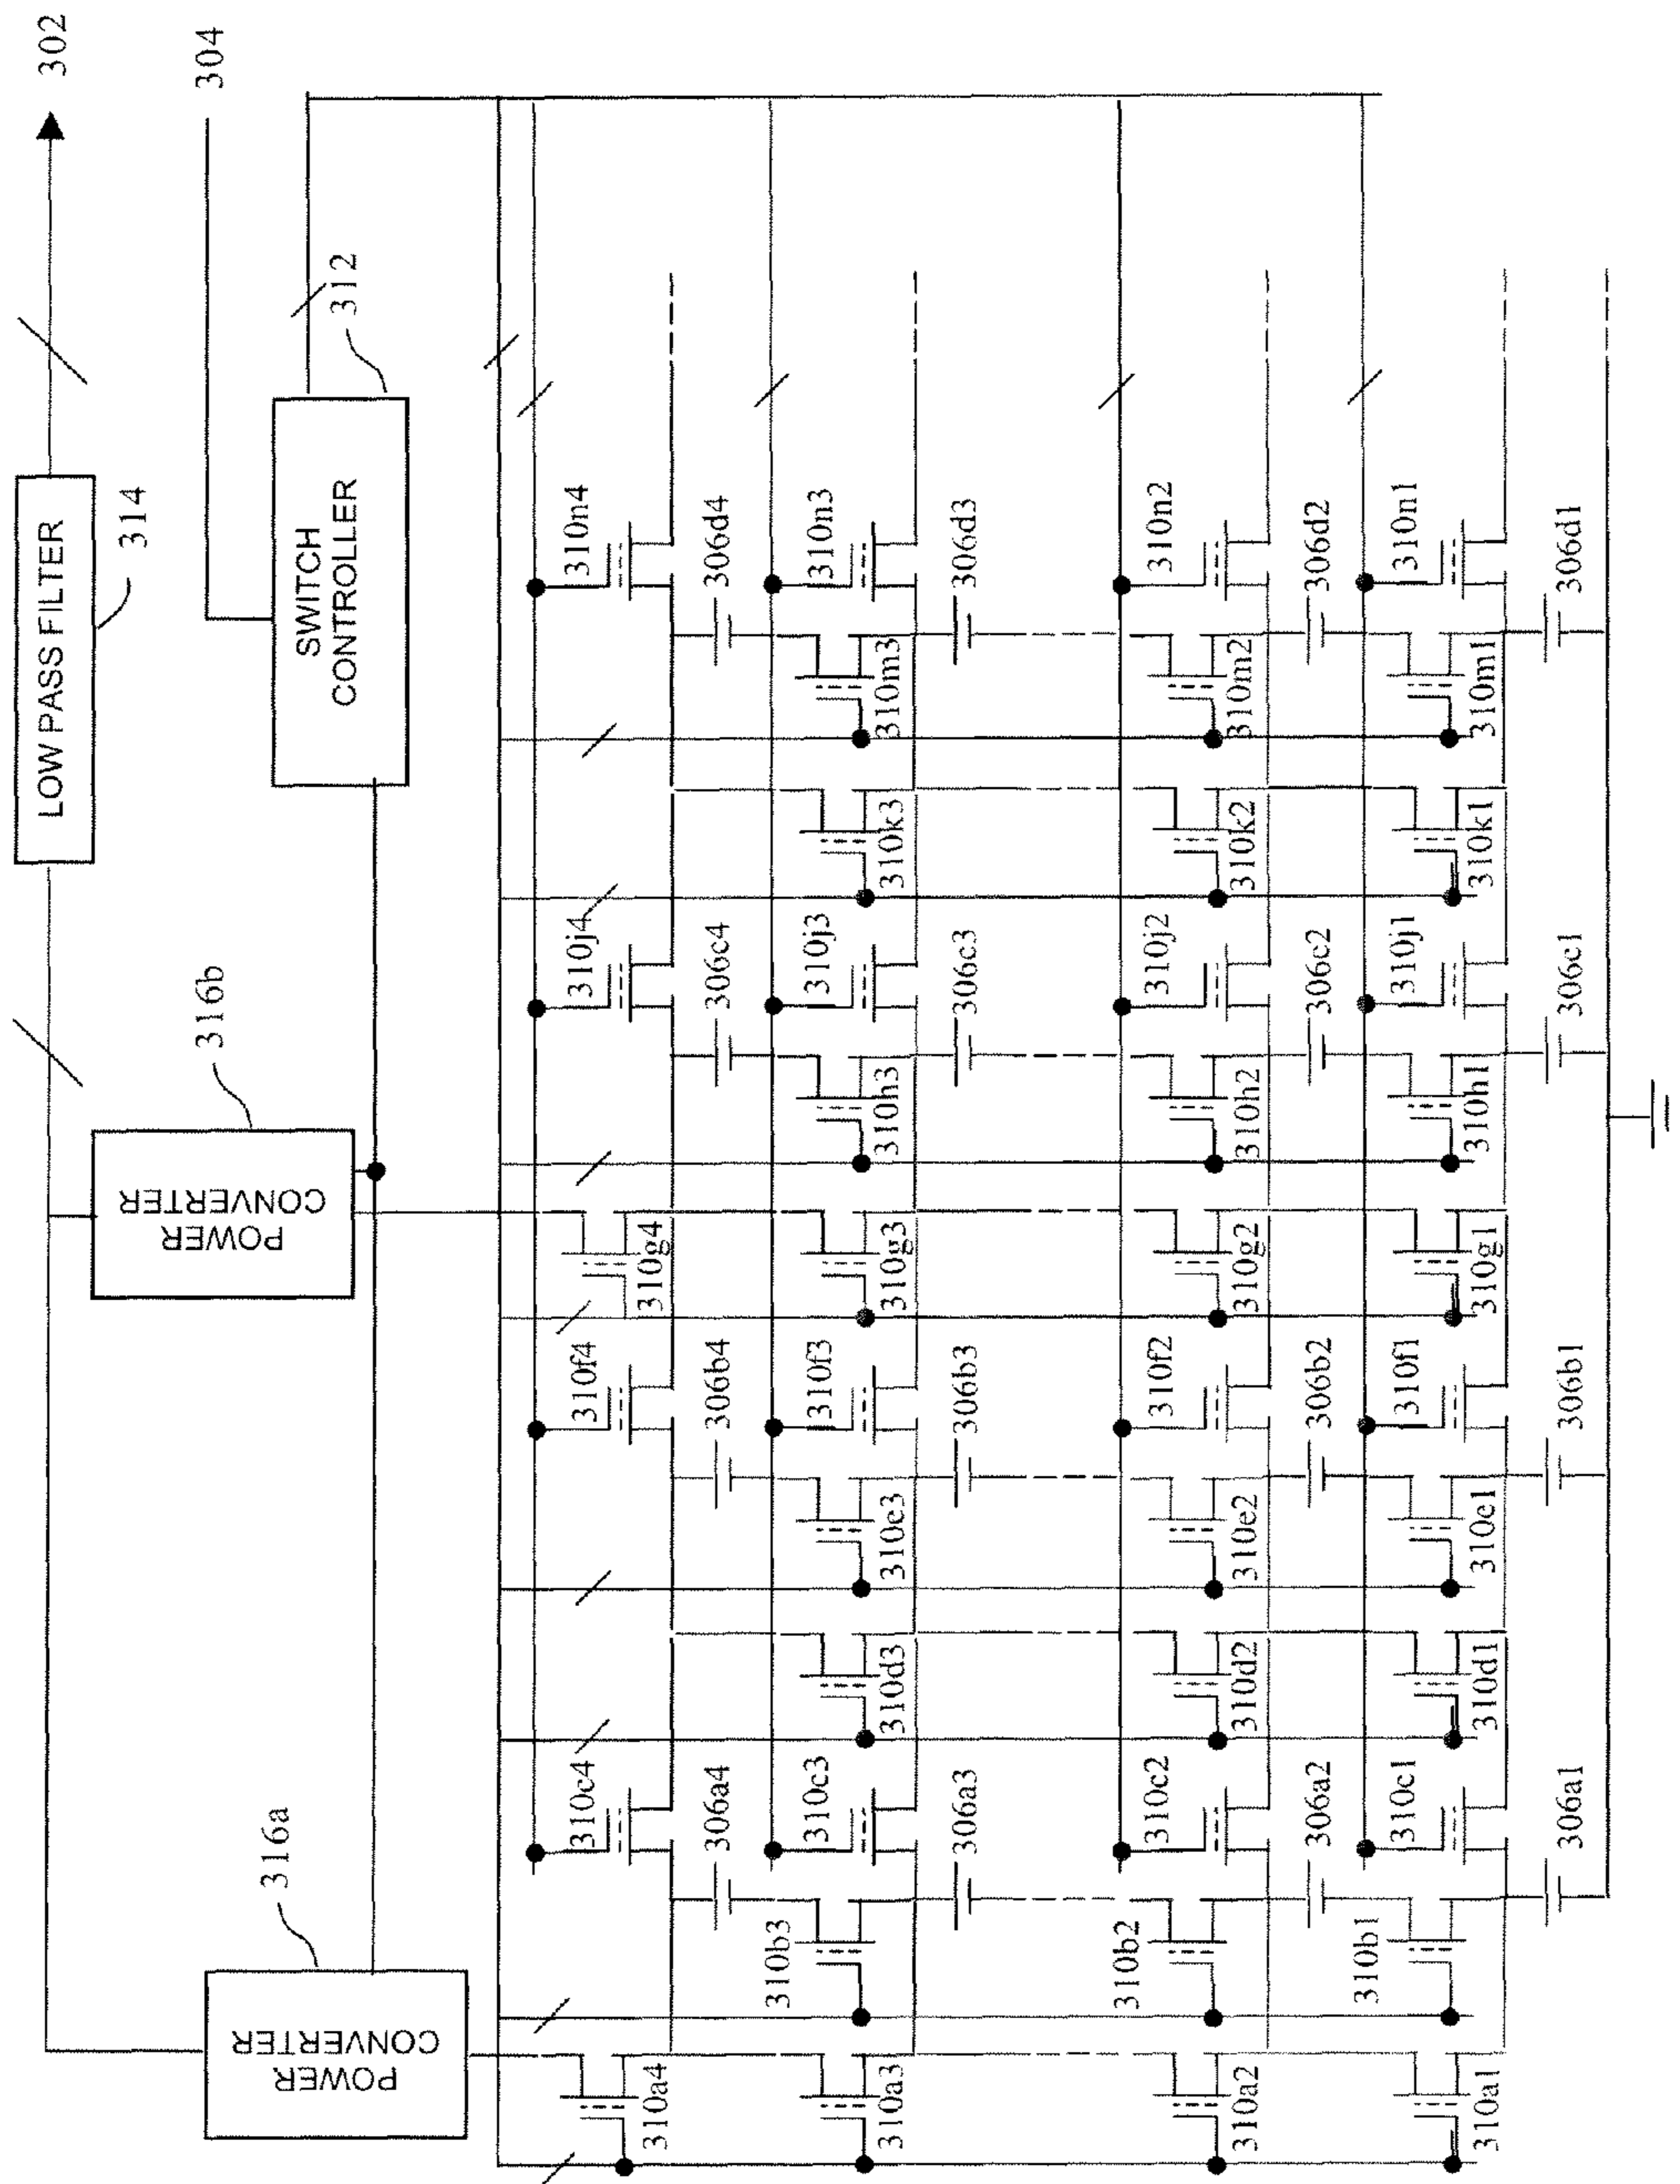 LOW PASS FILTER
302
314
316b
304
POWER
CONVERTER
316a
SWITCH
CONTROLLER
312
POWER
CONVERTER
310c4
310f4
310j4
310n4
310a4
310g4
306a4
306b4
306c4
306d4
310b3
310c3
310f3
310j3
310n3
310a3
310d3
310e3
310g3
310h3
310k3
310m3
306a3
306b3
306c3
306d3
310b2
310c2
310f2
310j2
310n2
310a2
310d2
310e2
310g2
310h2
310k2
310m2
306a2
306b2
306c2
306d2
310b1
310c1
310f1
310j1
310n1
310a1
310d1
310e1
310g1
310h1
310k1
310m1
306a1
306b1
306c1
306d1